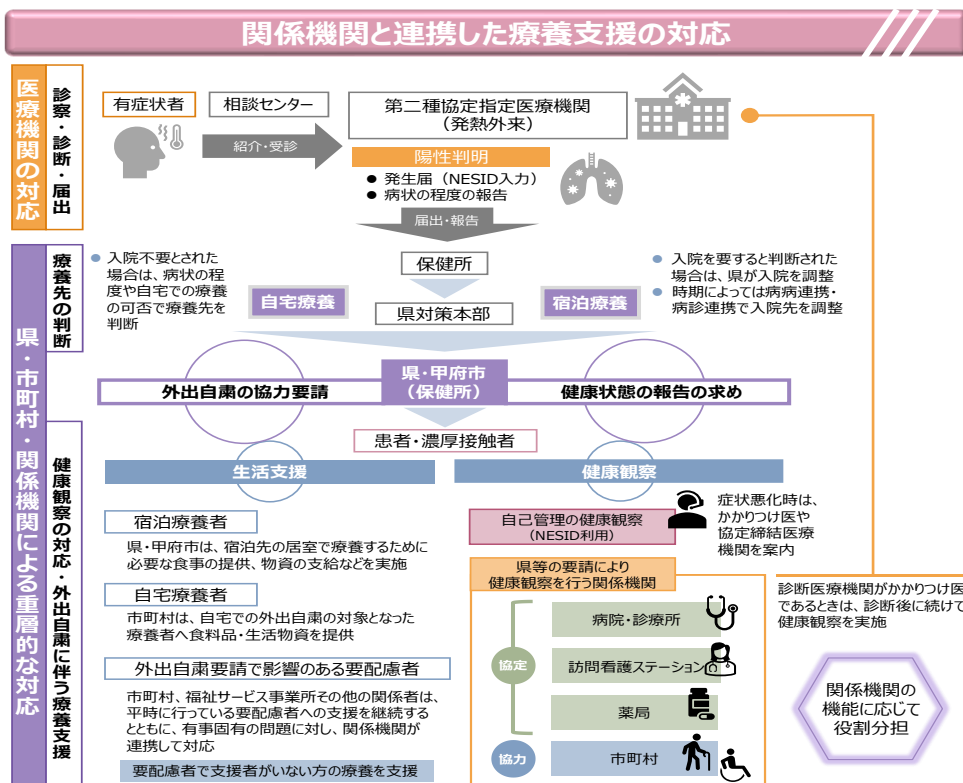 関係機関と連携した療養支援の対応
医療機関の対応
診察・診断・届出
有症状者
相談センター
紹介・受診
第二種協定指定医療機関
（発熱外来）
陽性判明
● 発生届（NESID入力）
● 病状の程度の報告
届出・報告
県・市町村・関係機関による重層的な対応
療養先の判断
● 入院不要とされた
場合は、病状の程
度や自宅での療養
の可否で療養先を
判断
保健所
自宅療養
県対策本部
宿泊療養
● 入院を要すると判断された
場合は、県が入院を調整
● 時期によっては病病連携・
病診連携で入院先を調整
外出自粛の協力要請
県・甲府市
（保健所）
健康状態の報告の求め
患者・濃厚接触者
健康観察の対応・外出自粛に伴う療養支援
生活支援
宿泊療養者
県・甲府市は、宿泊先の居室で療養するために
必要な食事の提供、物資の支給などを実施
自宅療養者
市町村は、自宅での外出自粛の対象となった
療養者へ食料品・生活物資を提供
外出自粛要請で影響のある要配慮者
市町村、福祉サービス事業所その他の関係者は、
平時に行っている要配慮者への支援を継続する
とともに、有事固有の問題に対し、関係機関が
連携して対応
要配慮者で支援者がいない方の療養を支援
健康観察
自己管理の健康観察
（NESID利用）
症状悪化時は、
かかりつけ医や
協定締結医療
機関を案内
県等の要請により
健康観察を行う関係機関
協定
病院・診療所
訪問看護ステーション
薬局
協力
市町村
診断医療機関がかかりつけ医
であるときは、診断後に続けて
健康観察を実施
関係機関の
機能に応じて
役割分担